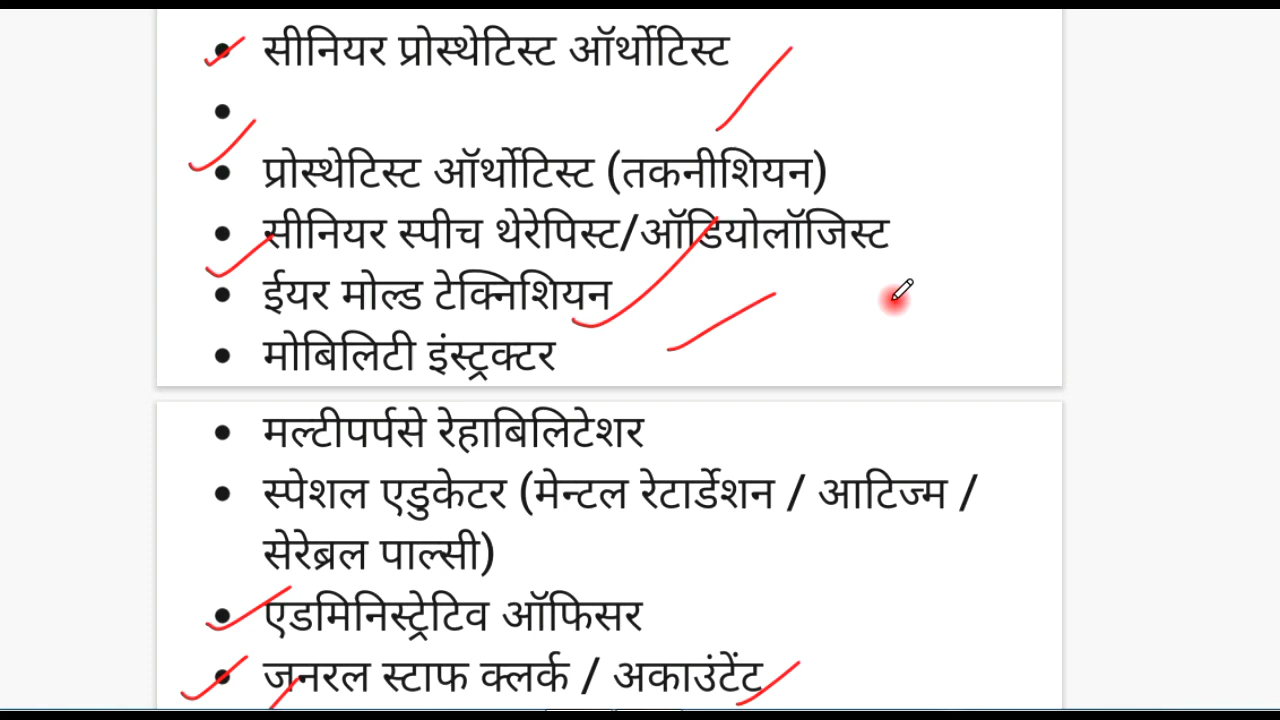 • सीनियर प्रोस्थेटिस्ट ऑर्थोटिस्ट
•
• प्रोस्थेटिस्ट ऑर्थोटिस्ट (तकनीशियन)
• सीनियर स्पीच थेरेपिस्ट/ऑडियोलॉजिस्ट
• ईयर मोल्ड टेक्निशियन
• मोबिलिटी इंस्ट्रक्टर
• मल्टीपर्पसे रेहाबिलिटेशर
• स्पेशल एडुकेटर (मेन्टल रेटार्डेशन / आटिज्म /
सेरेब्रल पाल्सी)
• एडमिनिस्ट्रेटिव ऑफिसर
• जनरल स्टाफ क्लर्क / अकाउंटेंट